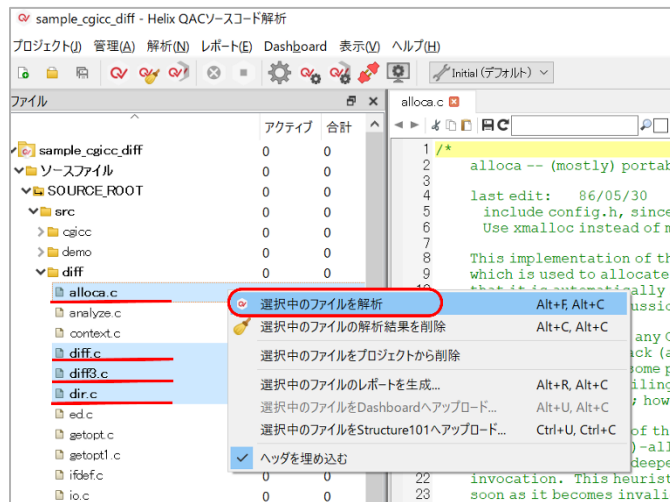 sample_cgicc_diff - Helix QACソースコード解析
プロジェクト(J) 管理(A) 解析(N) レポート(E) Dashboard 表示(V) ヘルプ(H)
Initial (デフォルト)
ファイル
アクティブ 合計
sample_cgicc_diff 0 0
ソースファイル 0 0
SOURCE_ROOT 0 0
src 0 0
cgicc 0 0
demo 0 0
diff 0 0
alloca.c
analyze.c
context.c
diff.c
diff3.c
dir.c
ed.c
getopt.c
getopt1.c
ifdef.c 0 0
io.c 0 0
alloca.c
1 /*
2 alloca -- (mostly) portab
3
4 last edit: 86/05/30
5 include config.h, since
6 Use xmalloc instead of m
7
8 This implementation of th
9 which is used to allocate
選択中のファイルを解析 Alt+F, Alt+C
選択中のファイルの解析結果を削除 Alt+C, Alt+C
選択中のファイルをプロジェクトから削除
選択中のファイルのレポートを生成... Alt+R, Alt+C
選択中のファイルをDashboardへアップロード... Alt+U, Alt+C
選択中のファイルをStructure101へアップロード... Ctrl+U, Ctrl+C
ヘッダを埋め込む
22 invocation. This heurist
23 soon as it becomes invali